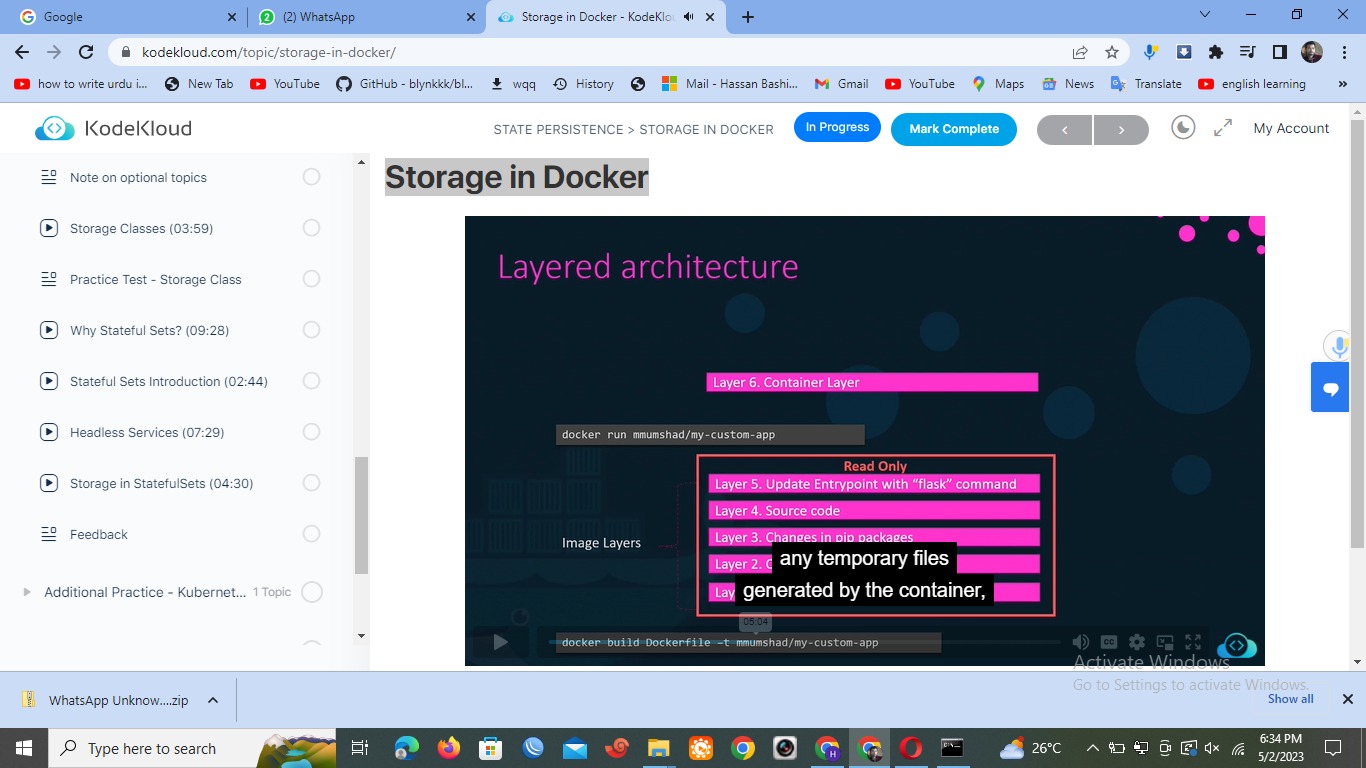 Google
(2) WhatsApp
Storage in Docker - KodeKlo
kodekloud.com/topic/storage-in-docker/
how to write urdu i...
New Tab
YouTube
GitHub - blynkkk/bl...
wqq
History
Mail - Hassan Bashi...
Gmail
YouTube
Maps
News
Translate
english learning
»
KodeKloud
STATE PERSISTENCE > STORAGE IN DOCKER
In Progress
Mark Complete
<
>
My Account
Note on optional topics
Storage Classes (03:59)
Practice Test - Storage Class
Why Stateful Sets? (09:28)
Stateful Sets Introduction (02:44)
Headless Services (07:29)
Storage in StatefulSets (04:30)
Feedback
Additional Practice - Kubernet... 1 Topic
Storage in Docker
Layered architecture
Layer 6. Container Layer
docker run mmumshad/my-custom-app
Read Only
Layer 5. Update Entrypoint with “flask” command
Layer 4. Source code
Layer 3. Changes in pip packages
Image Layers
Layer 2.
any temporary files
generated by the container,
05:04
docker build Dockerfile –t mmumshad/my-custom-app
CC
Activate Windows
Go to Settings to activate Windows.
WhatsApp Unknow....zip
Show all
Type here to search
26°C
6:34 PM
5/2/2023